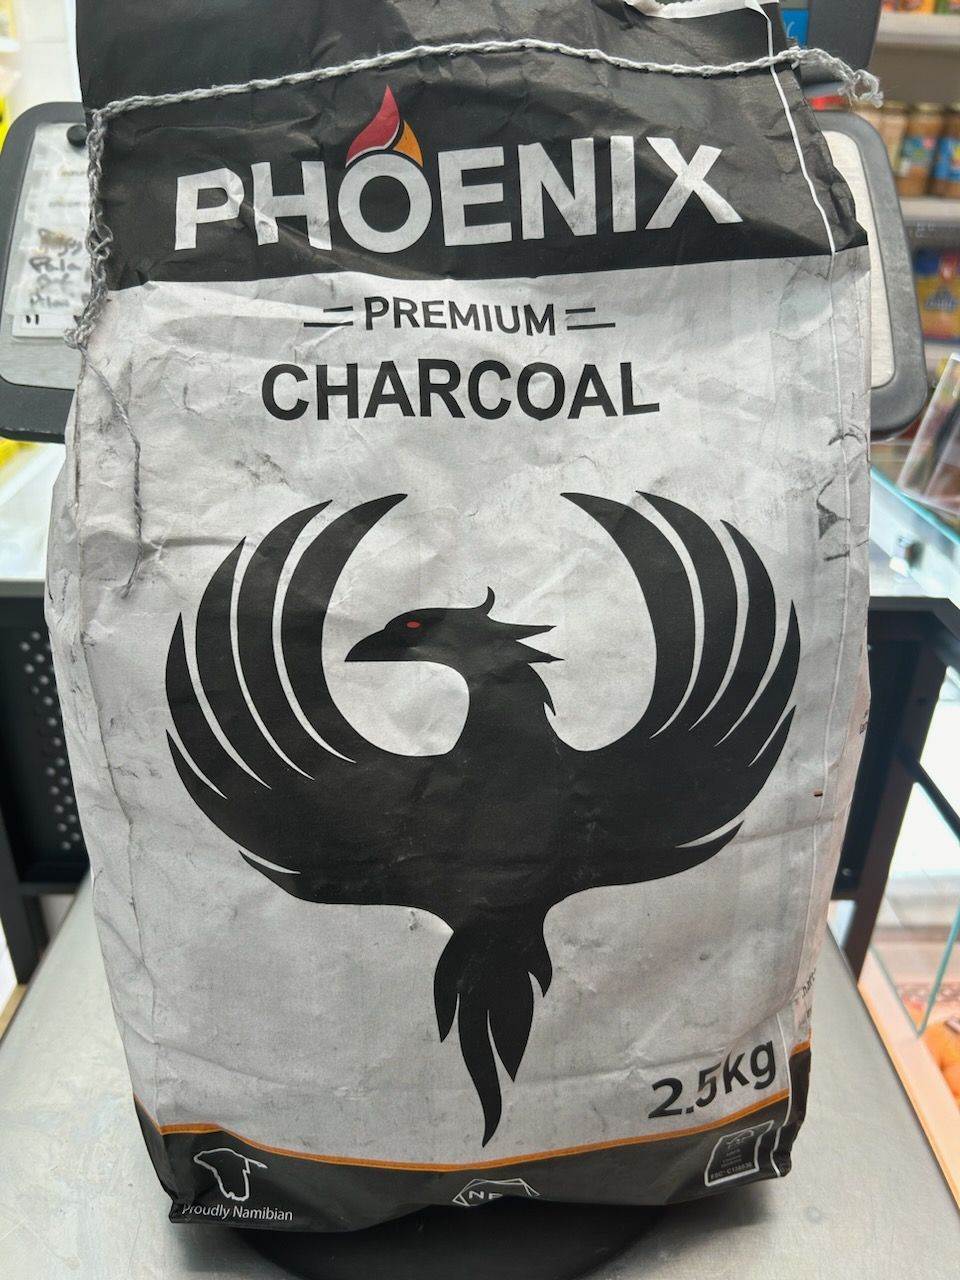 PHOENIX
PREMIUM
CHARCOAL
2.5kg
Proudly Namibian